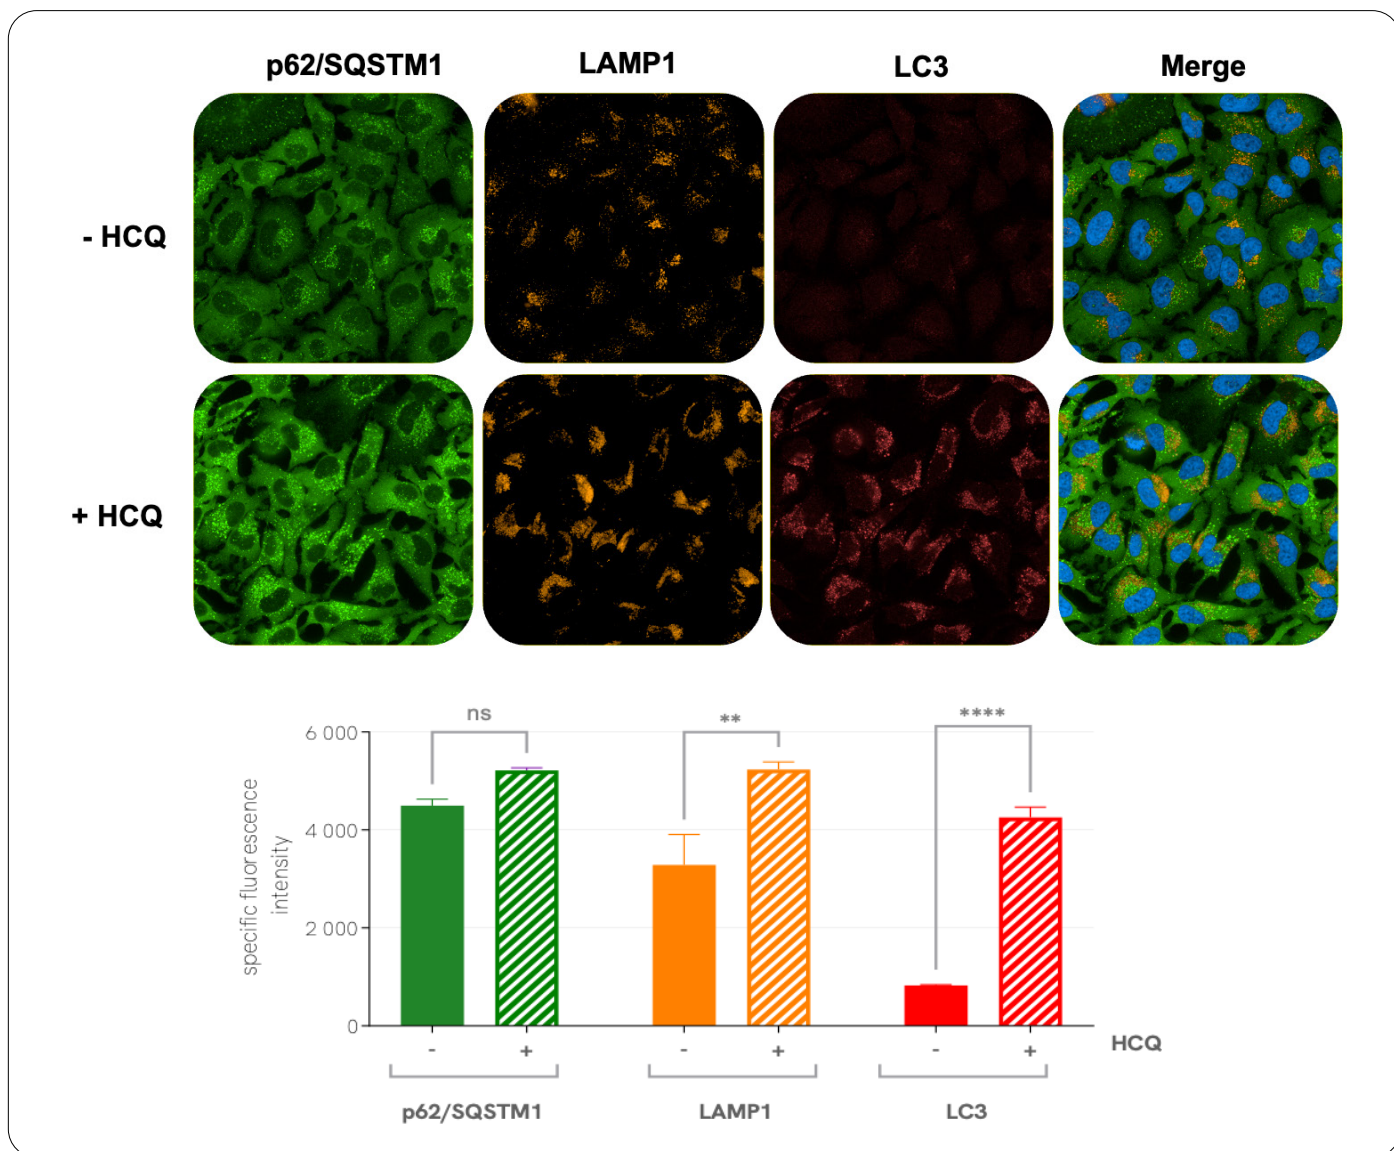 p62/SQSTM1 LAMP1 LC3 Merge
- HCQ
+ HCQ
ns ** ****
6 000
4 000
2 000
0
specific fluorescence
intensity
- + - + - + HCQ
p62/SQSTM1 LAMP1 LC3